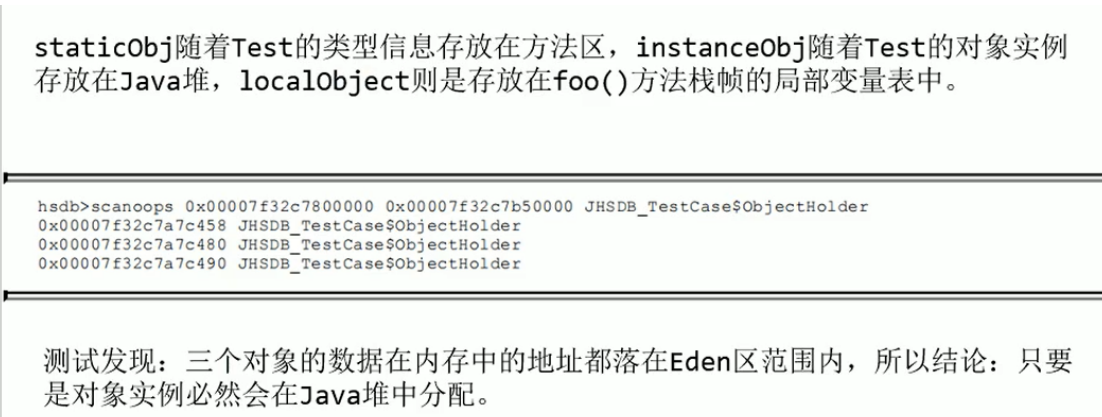 staticObj随着Test的类型信息存放在方法区，instanceObj随着Test的对象实例
存放在Java堆，localObject则是存放在foo()方法栈帧的局部变量表中。
hsdb>scanoops 0x00007f32c7800000 0x00007f32c7b50000 JHSDB_TestCase$ObjectHolder
0x00007f32c7a7c458 JHSDB_TestCase$ObjectHolder
0x00007f32c7a7c480 JHSDB_TestCase$ObjectHolder
0x00007f32c7a7c490 JHSDB_TestCase$ObjectHolder
测试发现：三个对象的数据在内存中的地址都落在Eden区范围内，所以结论：只要
是对象实例必然会在Java堆中分配。